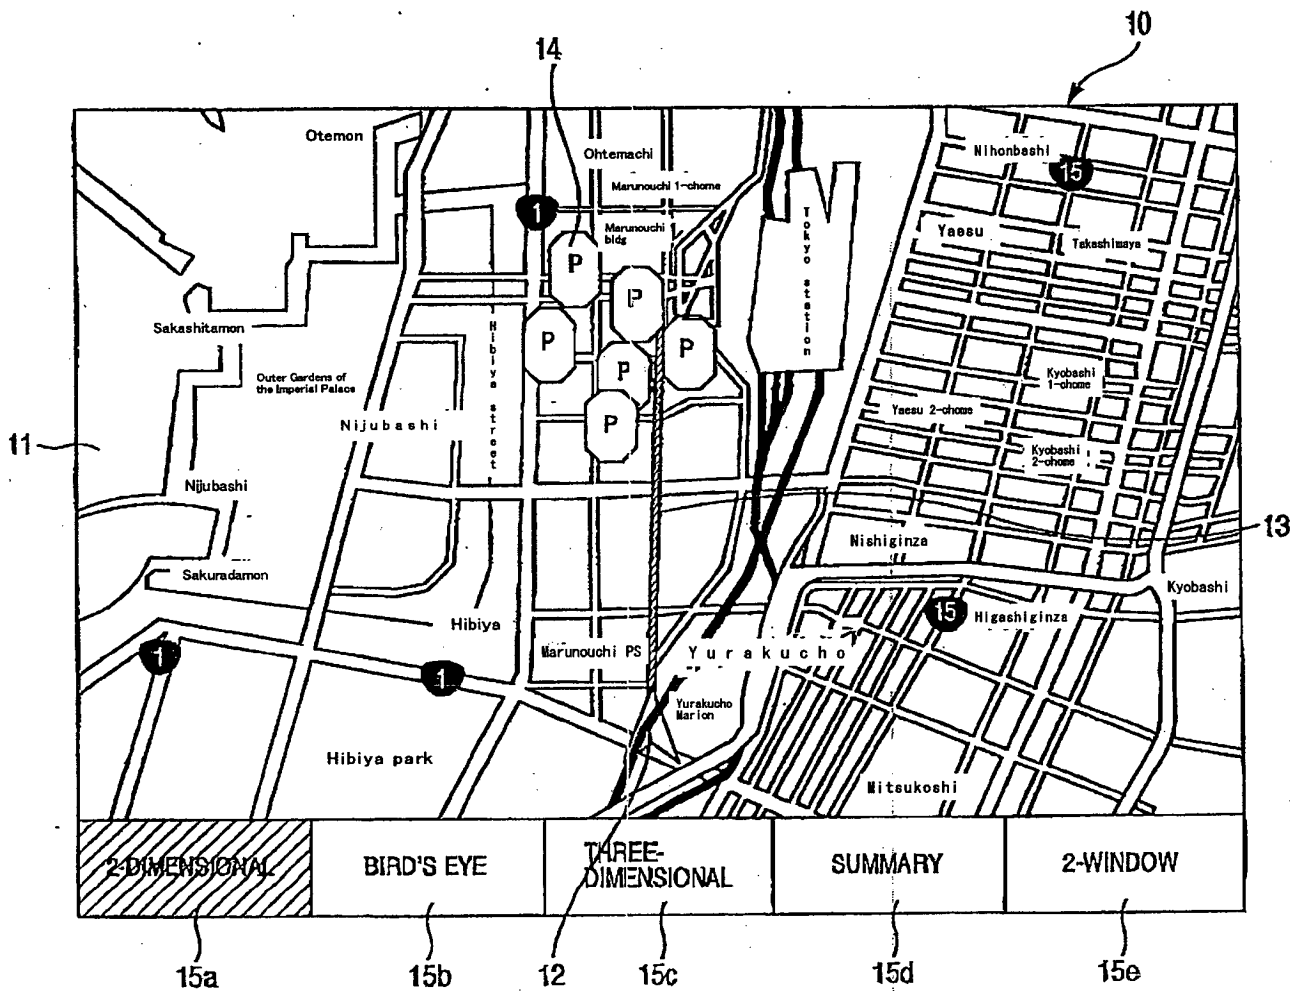 10
14
Otemon
Ohtemachi
Nihonbashi
15
Marunouchi 1-chome
1
Marunouchi
bldg
Tokyo station
Yaesu
Takashimaya
P
P
Sakashitamon
Hibiya street
P
P
Outer Gardens of
the Imperial Palace
P
Kyobashi
1-chome
Nijubashi
P
Yaesu 2-chome
11
Kyobashi
2-chome
Nijubashi
13
Nishiginza
Sakuradamon
Kyobashi
15
Higashiginza
Hibiya
Marunouchi PS
Yurakucho
1
1
Yurakucho
Marion
Hibiya park
Mitsukoshi
2-DIMENSIONAL
BIRD'S EYE
THREE-
DIMENSIONAL
SUMMARY
2-WINDOW
15a
15b
12
15c
15d
15e